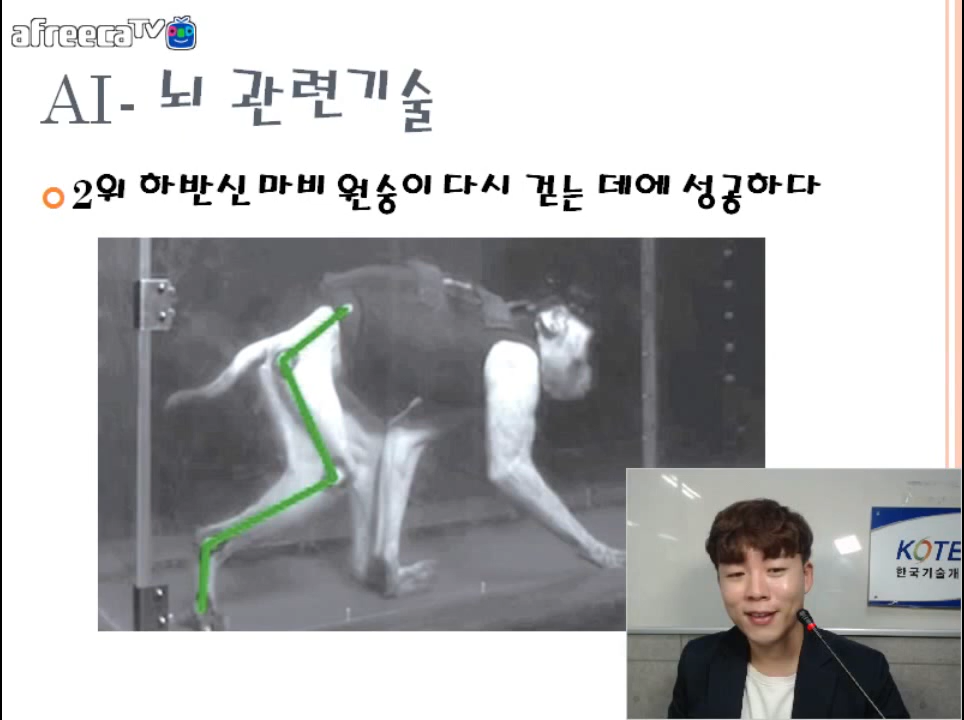 afreecaTV
AI- 뇌 관련기술
2위 하반신 마비 원숭이 다시 걷는 데에 성공하다
KOTE
한국기술개